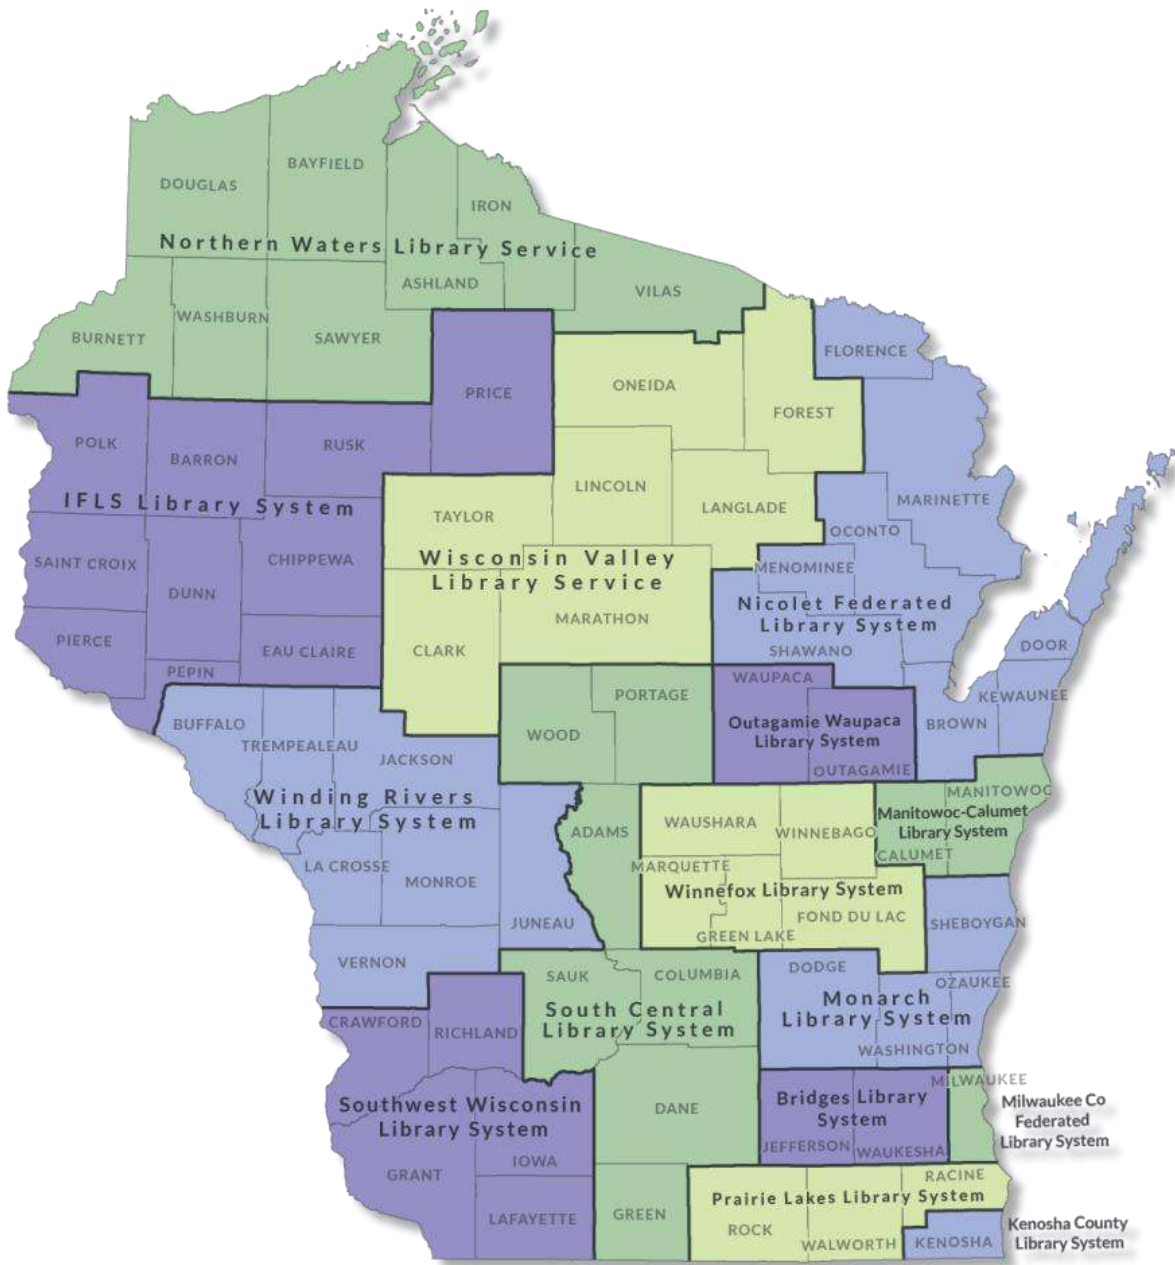 BAYFIELD
DOUGLAS
IRON
Northern Waters Library Service
ASHLAND
VILAS
WASHBURN
BURNETT
SAWYER
FLORENCE
ONEIDA
PRICE
FOREST
POLK
RUSK
BARRON
LINCOLN
MARINETTE
IFLS Library System
LANGLADE
TAYLOR
OCONTO
Wisconsin Valley
Library Service
SAINT CROIX
CHIPPEWA
MENOMINEE
DUNN
Nicolet Federated
Library System
MARATHON
PIERCE
EAU CLAIRE
CLARK
SHAWANO
DOOR
PEPIN
WAUPACA
PORTAGE
KEWAUNEE
BUFFALO
Outagamie Waupaca
Library System
BROWN
WOOD
TREMPEALEAU
JACKSON
OUTAGAMIE
MANITOWOC
Winding Rivers
Library System
Manitowoc-Calumet
Library System
WAUSHARA
WINNEBAGO
ADAMS
CALUMET
LA CROSSE
MARQUETTE
MONROE
Winnefox Library System
FOND DU LAC
JUNEAU
SHEBOYGAN
GREEN LAKE
VERNON
SAUK
COLUMBIA
DODGE
OZAUKEE
Monarch
Library System
South Central
Library System
CRAWFORD
RICHLAND
WASHINGTON
MILWAUKEE
Southwest Wisconsin
Library System
Bridges Library
System
Milwaukee Co
Federated
Library System
DANE
JEFFERSON
WAUKESHA
IOWA
GRANT
RACINE
Prairie Lakes Library System
LAFAYETTE
GREEN
ROCK
WALWORTH
KENOSHA
Kenosha County
Library System